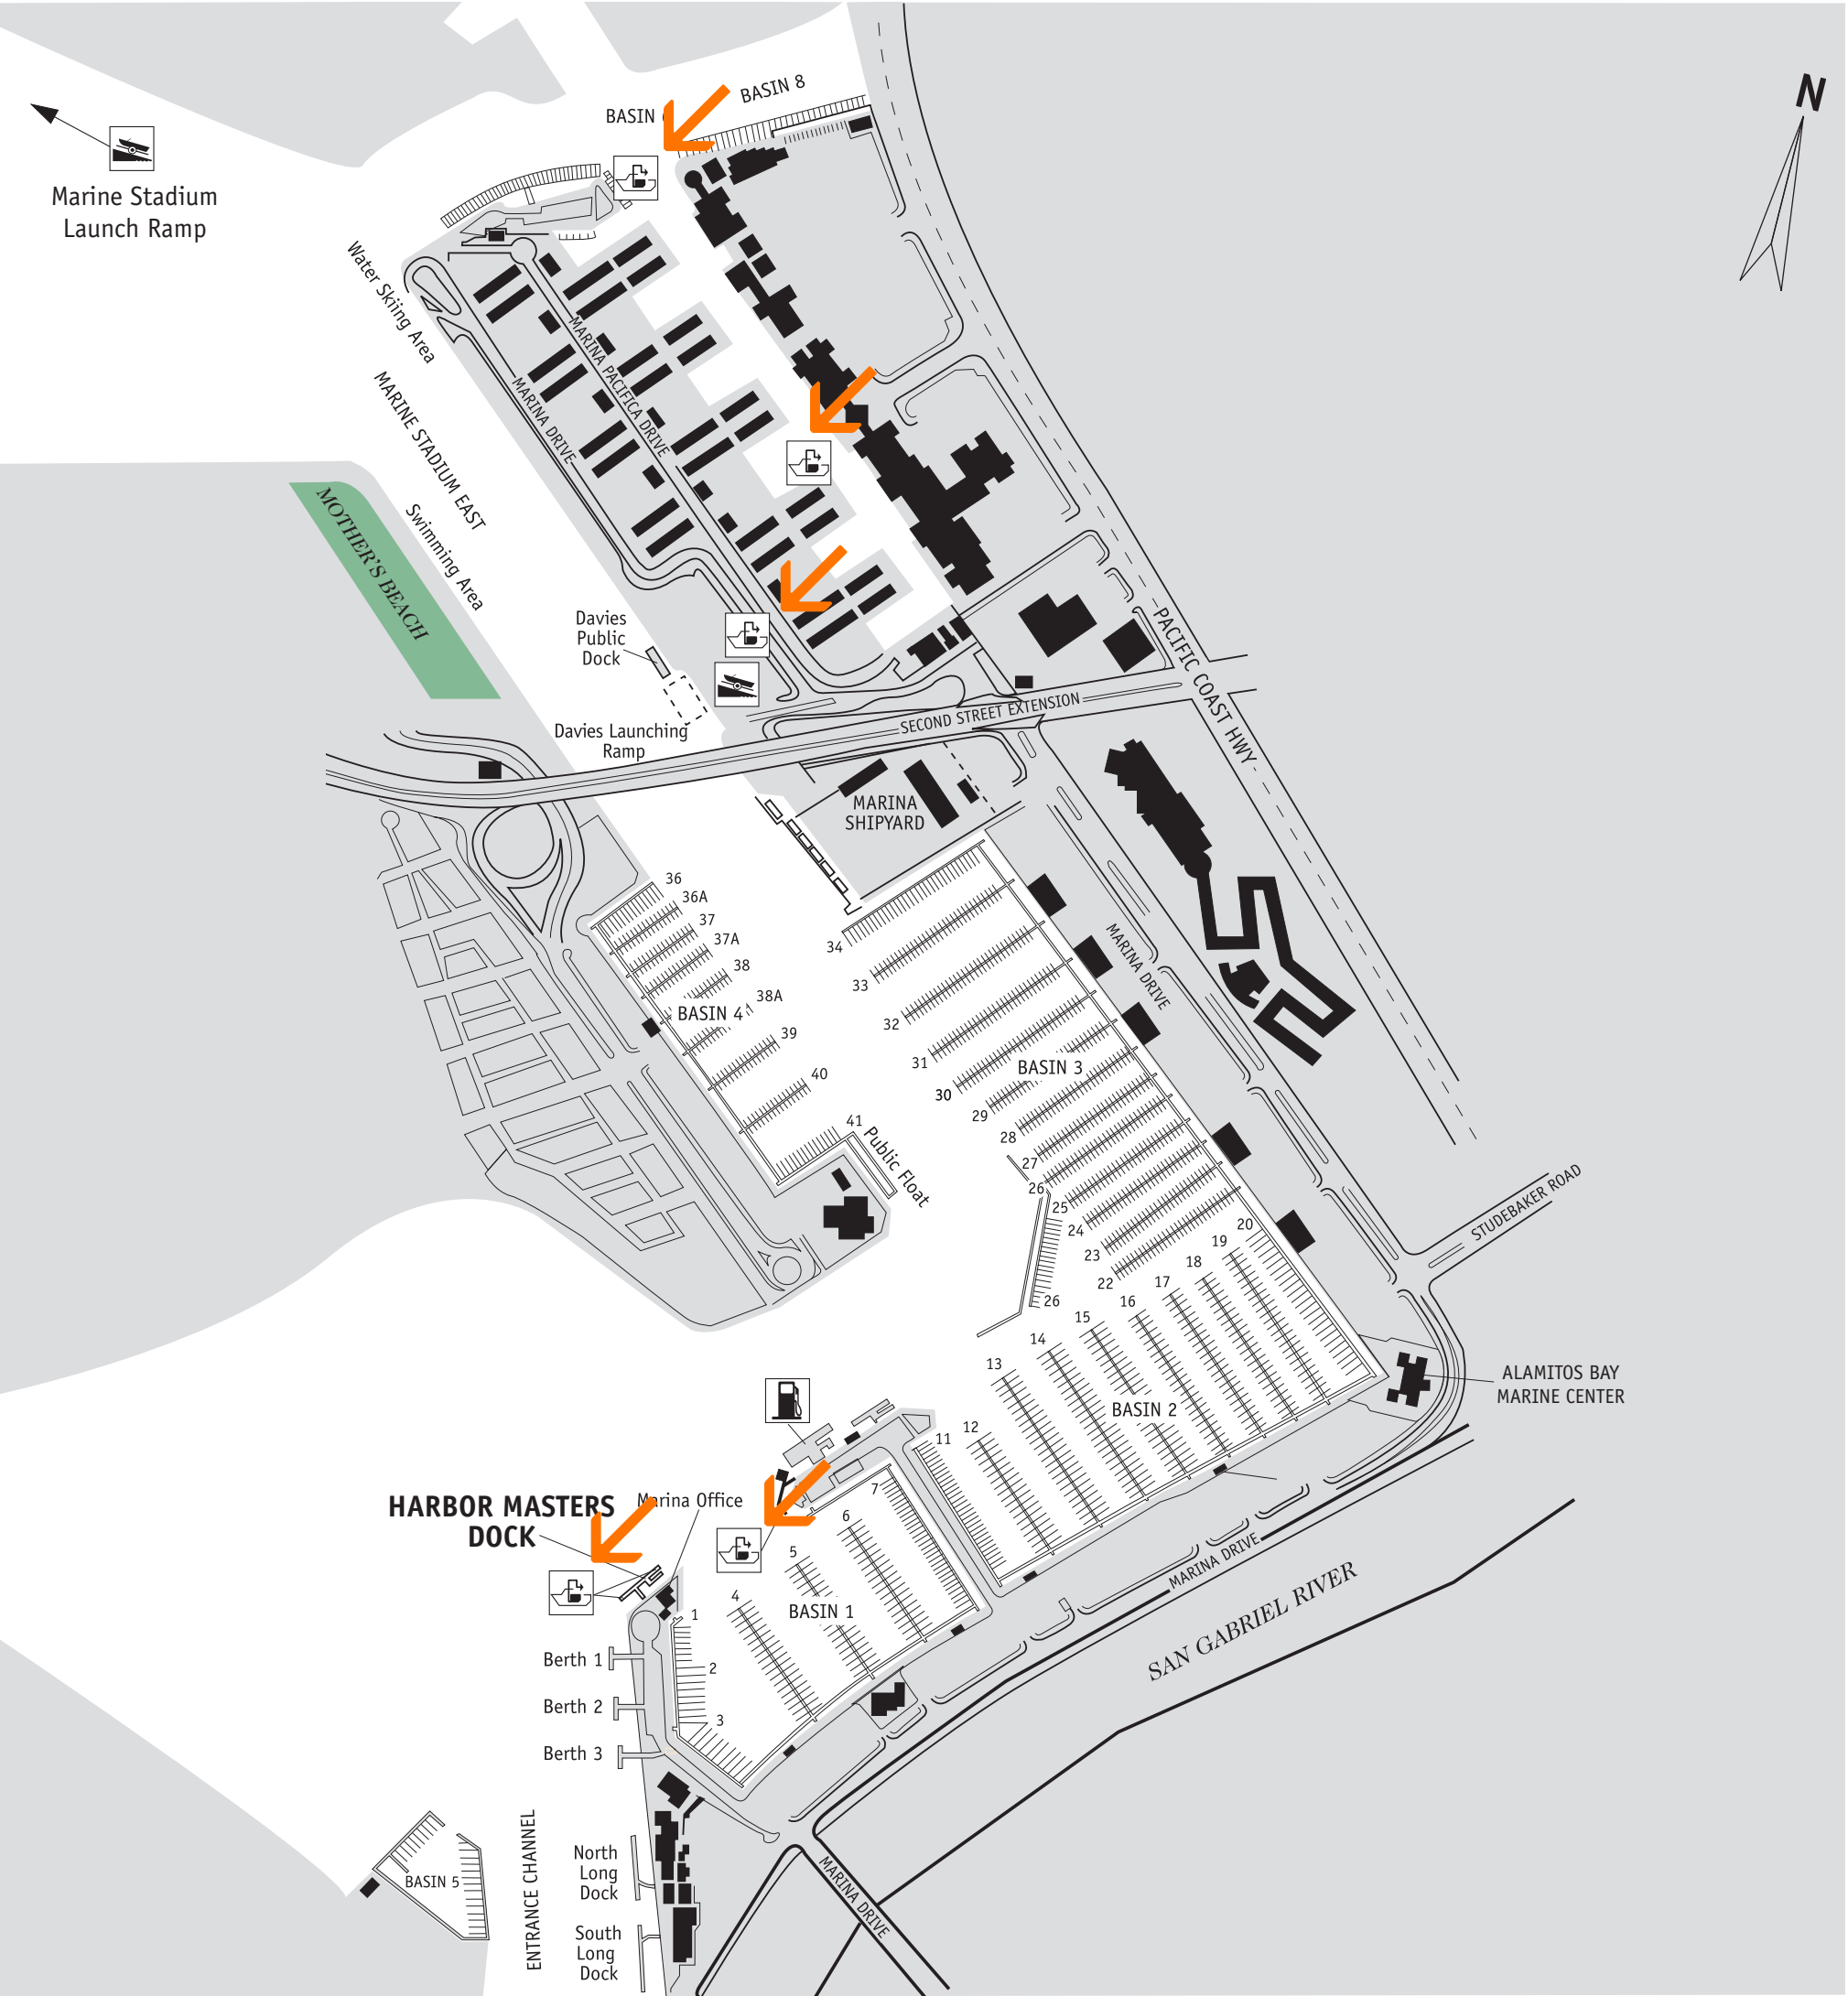 BASIN 8
BASIN
N
Marine Stadium
Launch Ramp
Water Skiing Area
MARINA PACIFICA DRIVE
MARINA DRIVE
MARINE STADIUM EAST
MOTHER'S BEACH
Swimming Area
Davies
Public
Dock
PACIFIC COAST HWY
SECOND STREET EXTENSION
Davies Launching
Ramp
MARINA
SHIPYARD
36
36A
37
37A
38
38A
39
40
41
BASIN 4
Public Float
34
33
32
31
30
29
28
27
26
25
24
23
22
26
BASIN 3
MARINA DRIVE
STUDEBAKER ROAD
20
19
18
17
16
15
14
13
12
11
BASIN 2
ALAMITOS BAY
MARINE CENTER
HARBOR MASTERS
DOCK
Marina Office
7
6
5
4
BASIN 1
1
2
3
MARINA DRIVE
SAN GABRIEL RIVER
Berth 1
Berth 2
Berth 3
ENTRANCE CHANNEL
BASIN 5
North
Long
Dock
South
Long
Dock
MARINA DRIVE